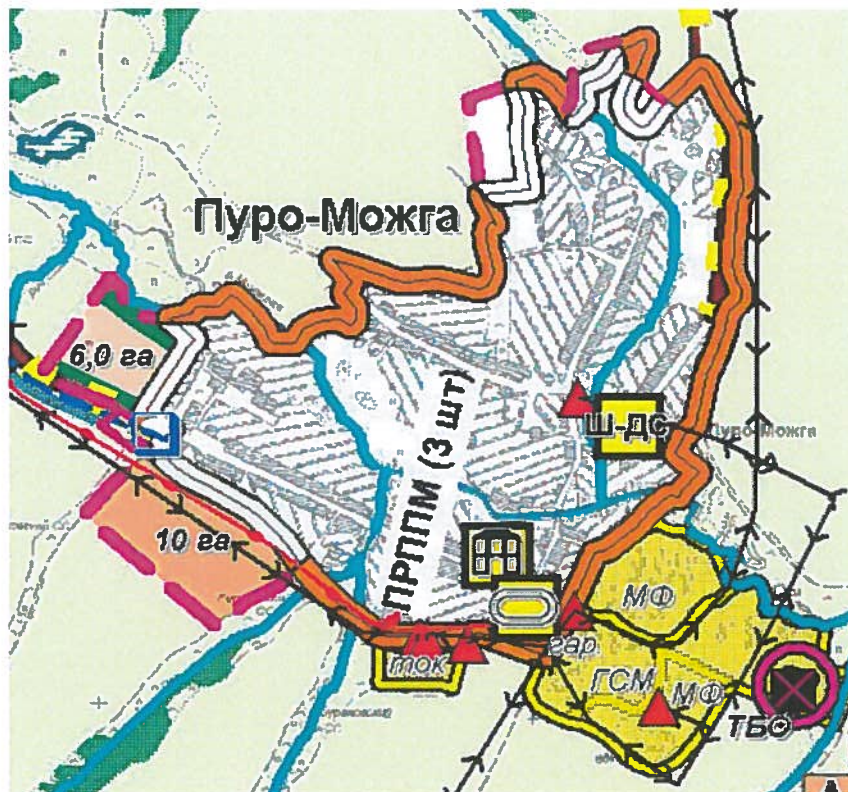 Пуро-Можга
6,0 га
ПРППМ (3 шт)
Ш-дс
Пуро-Можга
10 га
МФ
гар.
ток
ГСМ
МФ
ТБО